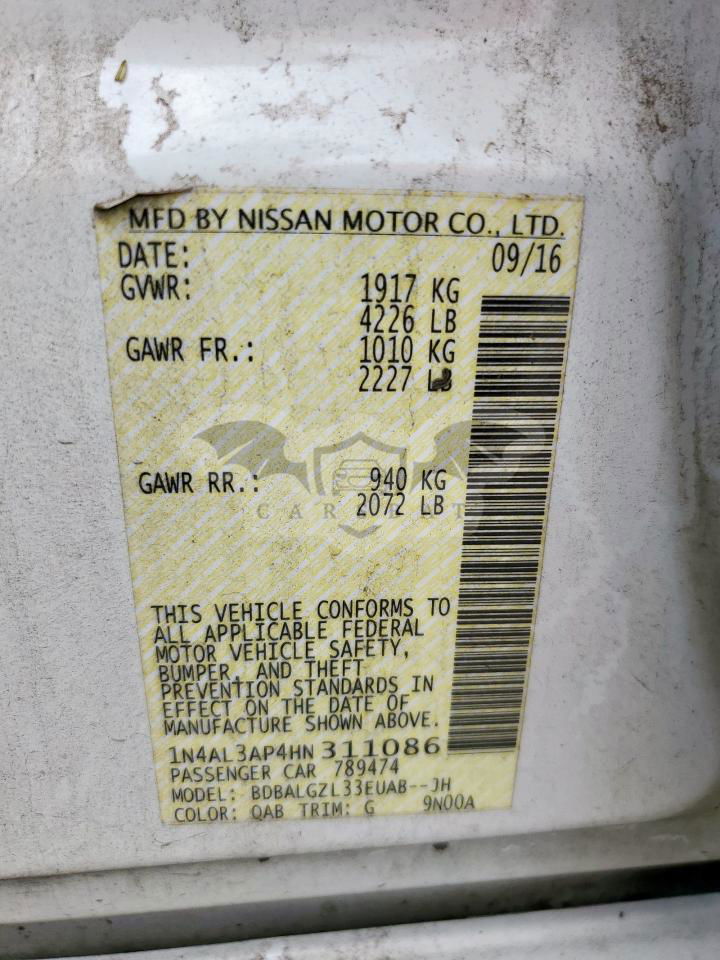 MFD BY NISSAN MOTOR CO., LTD.
DATE: 09/16
GVWR: 1917 KG
4226 LB
GAWR FR.: 1010 KG
2227 LB
GAWR RR.: 940 KG
2072 LB
THIS VEHICLE CONFORMS TO
ALL APPLICABLE FEDERAL
MOTOR VEHICLE SAFETY,
BUMPER, AND THEFT
PREVENTION STANDARDS IN
EFFECT ON THE DATE OF
MANUFACTURE SHOWN ABOVE.
1N4AL3AP4HN311086
PASSENGER CAR 789474
MODEL: BDBALGZL33EUAB--JH
COLOR: QAB TRIM: G 9N00A